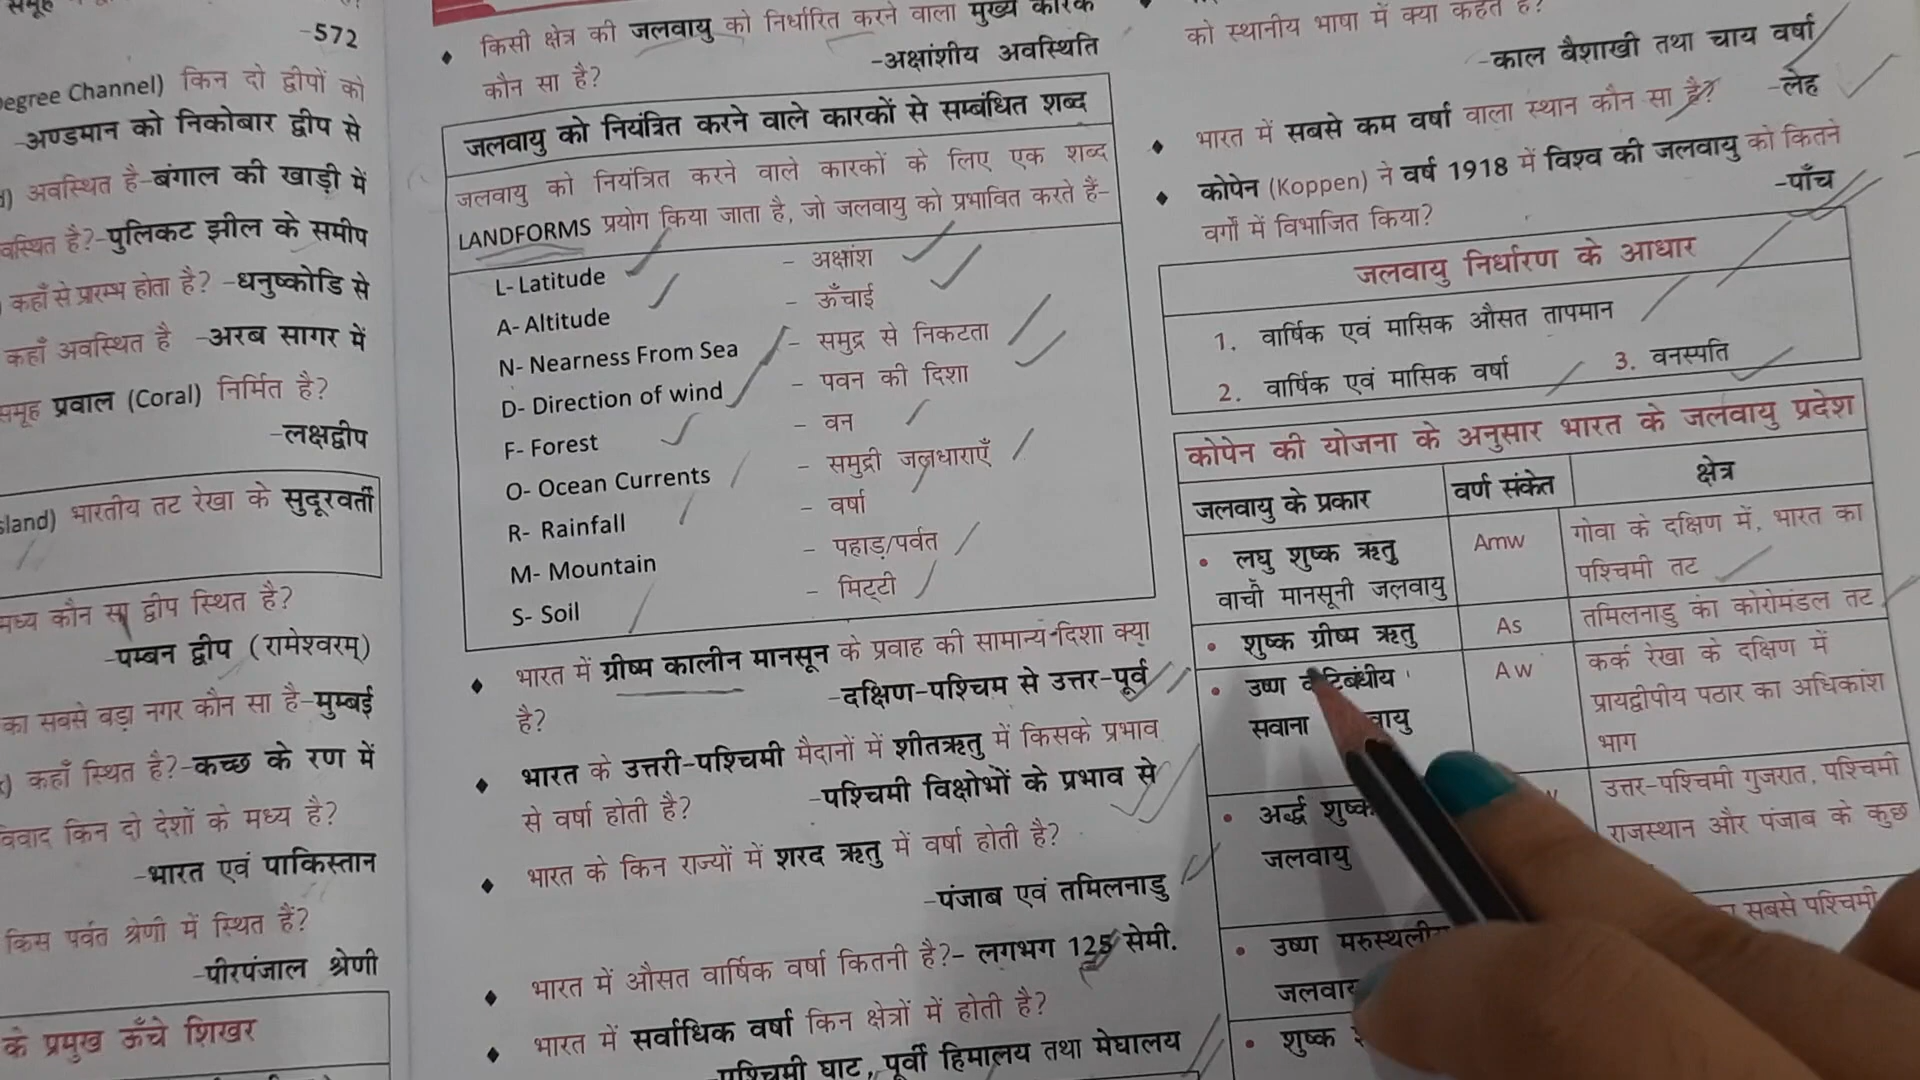 समूह
-572
egree Channel) किन दो द्वीपों को
-अण्डमान को निकोबार द्वीप से
अवस्थित है-बंगाल की खाड़ी में
वस्थित है?-पुलिकट झील के समीप
कहाँ से प्रारम्भ होता है? -धनुष्कोडि से
कहाँ अवस्थित है -अरब सागर में
समूह प्रवाल (Coral) निर्मित है?
-लक्षद्वीप
sland) भारतीय तट रेखा के सुदूरवर्ती
मध्य कौन सा द्वीप स्थित है?
-पम्बन द्वीप (रामेश्वरम्)
का सबसे बड़ा नगर कौन सा है-मुम्बई
कहाँ स्थित है?-कच्छ के रण में
विवाद किन दो देशों के मध्य है?
-भारत एवं पाकिस्तान
किस पर्वत श्रेणी में स्थित हैं?
-पीरपंजाल श्रेणी
के प्रमुख ऊँचे शिखर
किसी क्षेत्र की जलवायु को निर्धारित करने वाला मुख्य कारक
कौन सा है?
-अक्षांशीय अवस्थिति
जलवायु को नियंत्रित करने वाले कारकों से सम्बंधित शब्द
जलवायु को नियंत्रित करने वाले कारकों के लिए एक शब्द
LANDFORMS प्रयोग किया जाता है, जो जलवायु को प्रभावित करते हैं-
L- Latitude - अक्षांश
A- Altitude - ऊँचाई
N- Nearness From Sea - समुद्र से निकटता
D- Direction of wind - पवन की दिशा
F- Forest - वन
O- Ocean Currents - समुद्री जलधाराएँ
R- Rainfall - वर्षा
M- Mountain - पहाड़/पर्वत
S- Soil - मिट्टी
भारत में ग्रीष्म कालीन मानसून के प्रवाह की सामान्य दिशा क्या
है?
-दक्षिण-पश्चिम से उत्तर-पूर्व
भारत के उत्तरी-पश्चिमी मैदानों में शीतऋतु में किसके प्रभाव
से वर्षा होती है?
-पश्चिमी विक्षोभों के प्रभाव से
भारत के किन राज्यों में शरद ऋतु में वर्षा होती है?
-पंजाब एवं तमिलनाडु
भारत में औसत वार्षिक वर्षा कितनी है?- लगभग 125 सेमी.
भारत में सर्वाधिक वर्षा किन क्षेत्रों में होती है?
-पश्चिमी घाट, पूर्वी हिमालय तथा मेघालय
को स्थानीय भाषा में क्या कहते हैं?
-काल बैशाखी तथा चाय वर्षा
भारत में सबसे कम वर्षा वाला स्थान कौन सा है? -लेह
कोपेन (Koppen) ने वर्ष 1918 में विश्व की जलवायु को कितने
वर्गों में विभाजित किया?
-पाँच
जलवायु निर्धारण के आधार
1. वार्षिक एवं मासिक औसत तापमान
2. वार्षिक एवं मासिक वर्षा 3. वनस्पति
कोपेन की योजना के अनुसार भारत के जलवायु प्रदेश
जलवायु के प्रकार वर्ण संकेत क्षेत्र
लघु शुष्क ऋतु Amw गोवा के दक्षिण में, भारत का
वाची मानसूनी जलवायु पश्चिमी तट
शुष्क ग्रीष्म ऋतु As तमिलनाडु का कोरोमंडल तट
उष्ण Aw कर्क रेखा के दक्षिण में
सवाना प्रायद्वीपीय पठार का अधिकांश
भाग
अर्द्ध शुष्क उत्तर-पश्चिमी गुजरात, पश्चिमी
जलवायु राजस्थान और पंजाब के कुछ
सबसे पश्चिमी
उष्ण मरुस्थलीय
शुष्क